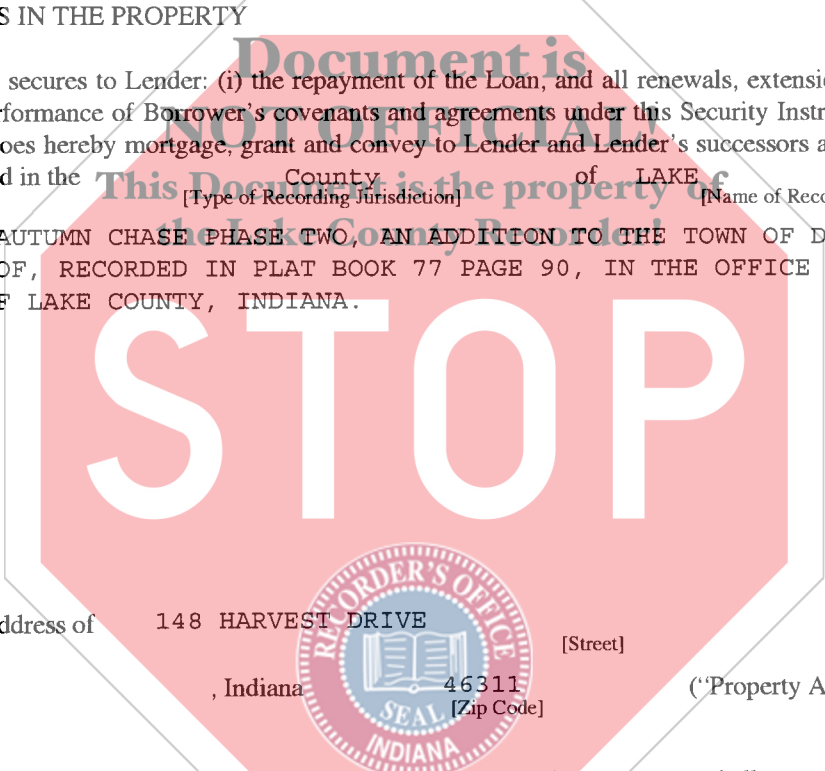 S IN THE PROPERTY
Document is
secures to Lender: (i) the repayment of the Loan, and all renewals, extensi
rformance of Borrower's covenants and agreements under this Security Instr
NOT OFFICIAL!
oes hereby mortgage, grant and convey to Lender and Lender's successors a
d in the County of LAKE
This Document is the property of
[Type of Recording Jurisdiction] [Name of Reco
the Lake County Recorder!
AUTUMN CHASE PHASE TWO, AN ADDITION TO THE TOWN OF D
OF, RECORDED IN PLAT BOOK 77 PAGE 90, IN THE OFFICE
F LAKE COUNTY, INDIANA.
STOP
ddress of 148 HARVEST DRIVE
[Street]
, Indiana 46311 ("Property A
[Zip Code]
RECORDER'S OFFICE
SEAL
INDIANA